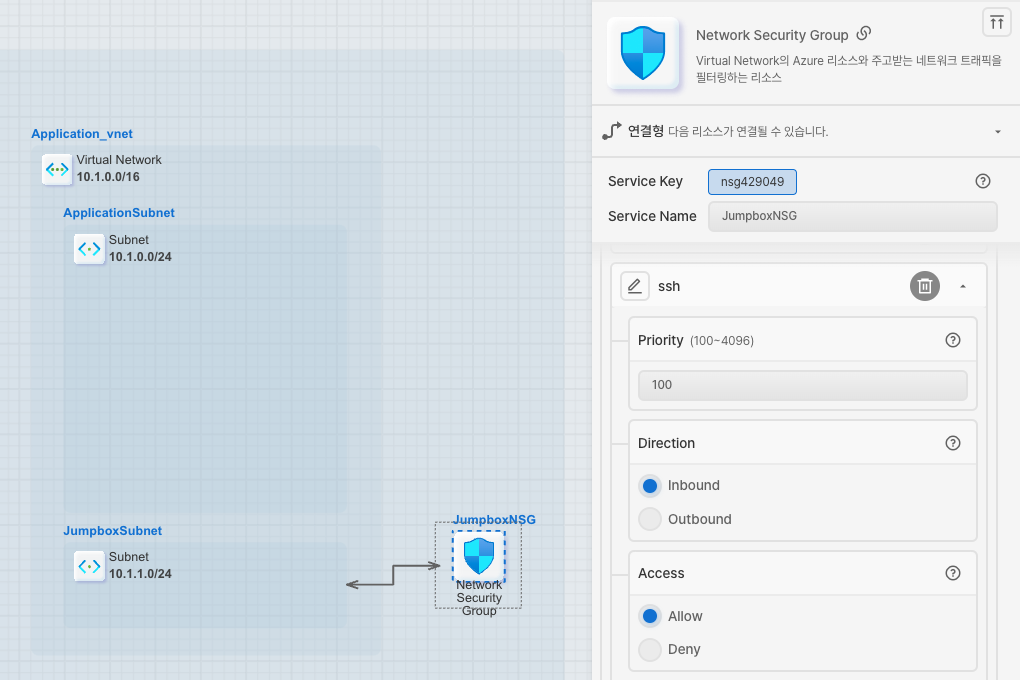 Application_vnet
Virtual Network
10.1.0.0/16
ApplicationSubnet
Subnet
10.1.0.0/24
JumpboxSubnet
Subnet
10.1.1.0/24
JumpboxNSG
Network
Security
Group
Network Security Group
Virtual Network의 Azure 리소스와 주고받는 네트워크 트래픽을
필터링하는 리소스
연결형 다음 리소스가 연결될 수 있습니다.
Service Key nsg429049 ?
Service Name JumpboxNSG
ssh
Priority (100~4096) ?
100
Direction ?
Inbound
Outbound
Access ?
Allow
Deny